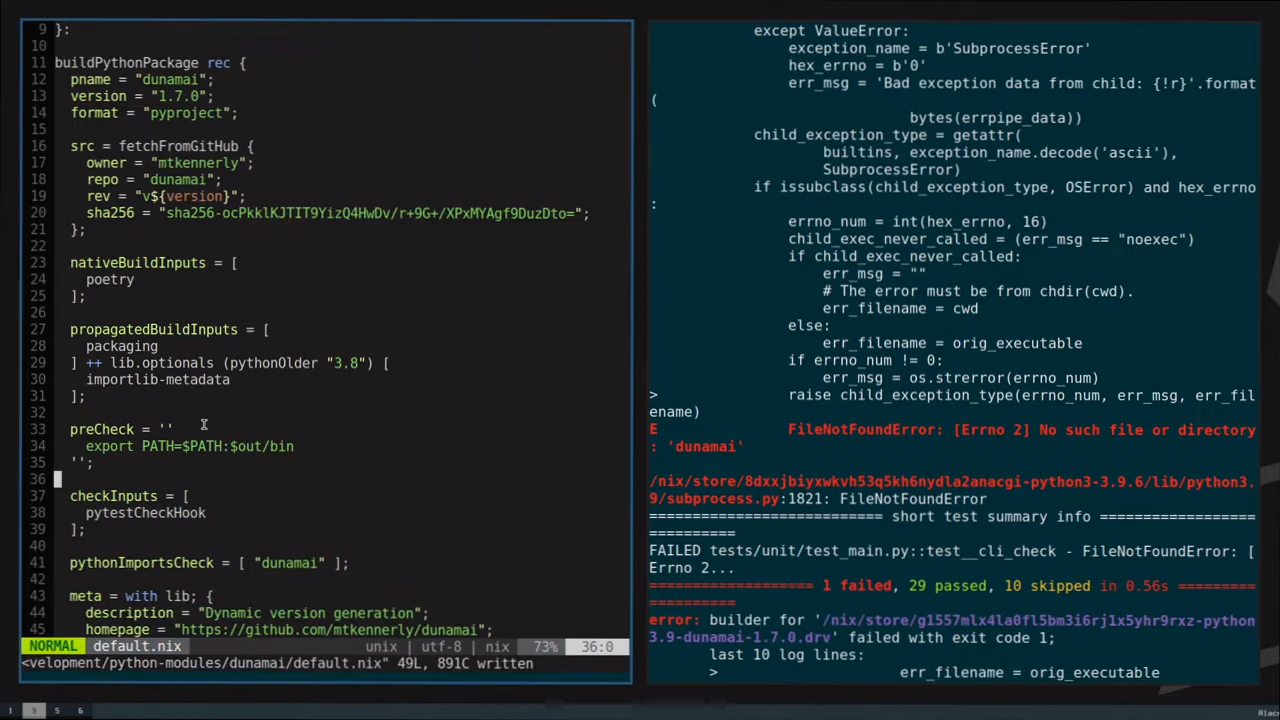 9 }:
10
11 buildPythonPackage rec {
12 pname = "dunamai";
13 version = "1.7.0";
14 format = "pyproject";
15
16 src = fetchFromGitHub {
17 owner = "mtkennerly";
18 repo = "dunamai";
19 rev = "v${version}";
20 sha256 = "sha256-ocPkklKJTIT9YizQ4HwDv/r+9G+/XPxMYAgf9DuzDto=";
21 };
22
23 nativeBuildInputs = [
24 poetry
25 ];
26
27 propagatedBuildInputs = [
28 packaging
29 ] ++ lib.optionals (pythonOlder "3.8") [
30 importlib-metadata
31 ];
32
33 preCheck = ''
34 export PATH=$PATH:$out/bin
35 '';
36
37 checkInputs = [
38 pytestCheckHook
39 ];
40
41 pythonImportsCheck = [ "dunamai" ];
42
43 meta = with lib; {
44 description = "Dynamic version generation";
45 homepage = "https://github.com/mtkennerly/dunamai";
NORMAL default.nix unix | utf-8 | nix 73% 36:0
<velopment/python-modules/dunamai/default.nix" 49L, 891C written
except ValueError:
exception_name = b'SubprocessError'
hex_errno = b'0'
err_msg = 'Bad exception data from child: {!r}'.format
(
bytes(errpipe_data))
child_exception_type = getattr(
builtins, exception_name.decode('ascii'),
SubprocessError)
if issubclass(child_exception_type, OSError) and hex_errno
:
errno_num = int(hex_errno, 16)
child_exec_never_called = (err_msg == "noexec")
if child_exec_never_called:
err_msg = ""
# The error must be from chdir(cwd).
err_filename = cwd
else:
err_filename = orig_executable
if errno_num != 0:
err_msg = os.strerror(errno_num)
> raise child_exception_type(errno_num, err_msg, err_fil
ename)
E FileNotFoundError: [Errno 2] No such file or directory
: 'dunamai'
/nix/store/8dxxjbiyxwkvh53q5kh6nydla2anacgi-python3-3.9.6/lib/python3.
9/subprocess.py:1821: FileNotFoundError
=========================== short test summary info ===================
===========
FAILED tests/unit/test_main.py::test__cli_check - FileNotFoundError: [
Errno 2...
=================== 1 failed, 29 passed, 10 skipped in 0.56s =========
===========
error: builder for '/nix/store/g1557mlx4la0fl5bm3i6rj1x5yhr9rxz-python
3.9-dunamai-1.7.0.drv' failed with exit code 1;
last 10 log lines:
> err_filename = orig_executable
1 3 5 6